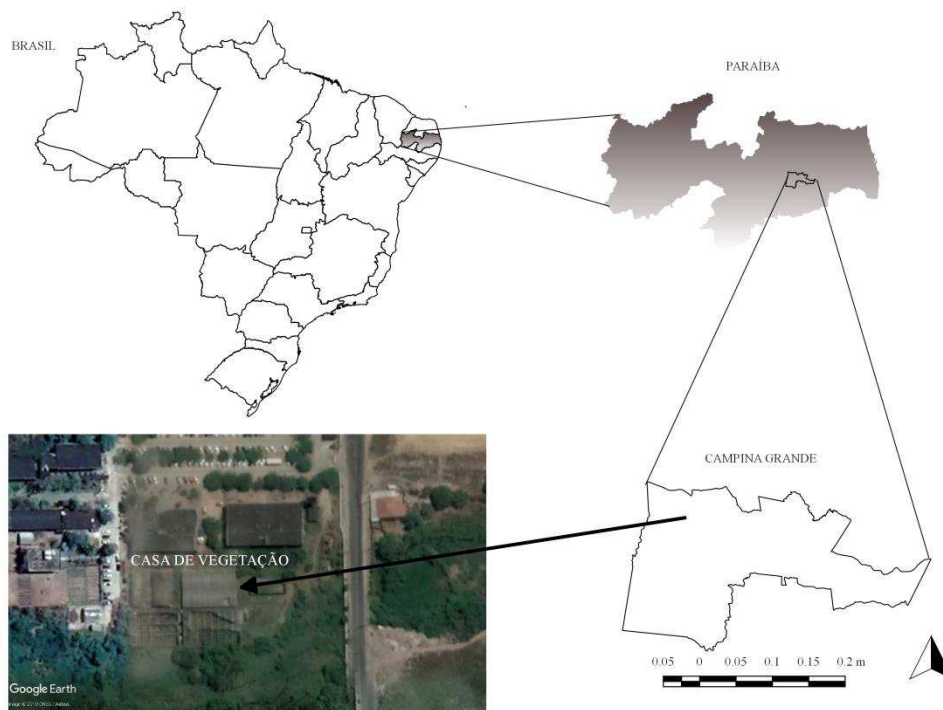 BRASIL
PARAÍBA
CAMPINA GRANDE
CASA DE VEGETAÇÃO
0.05 0 0.05 0.1 0.15 0.2 m
Google Earth